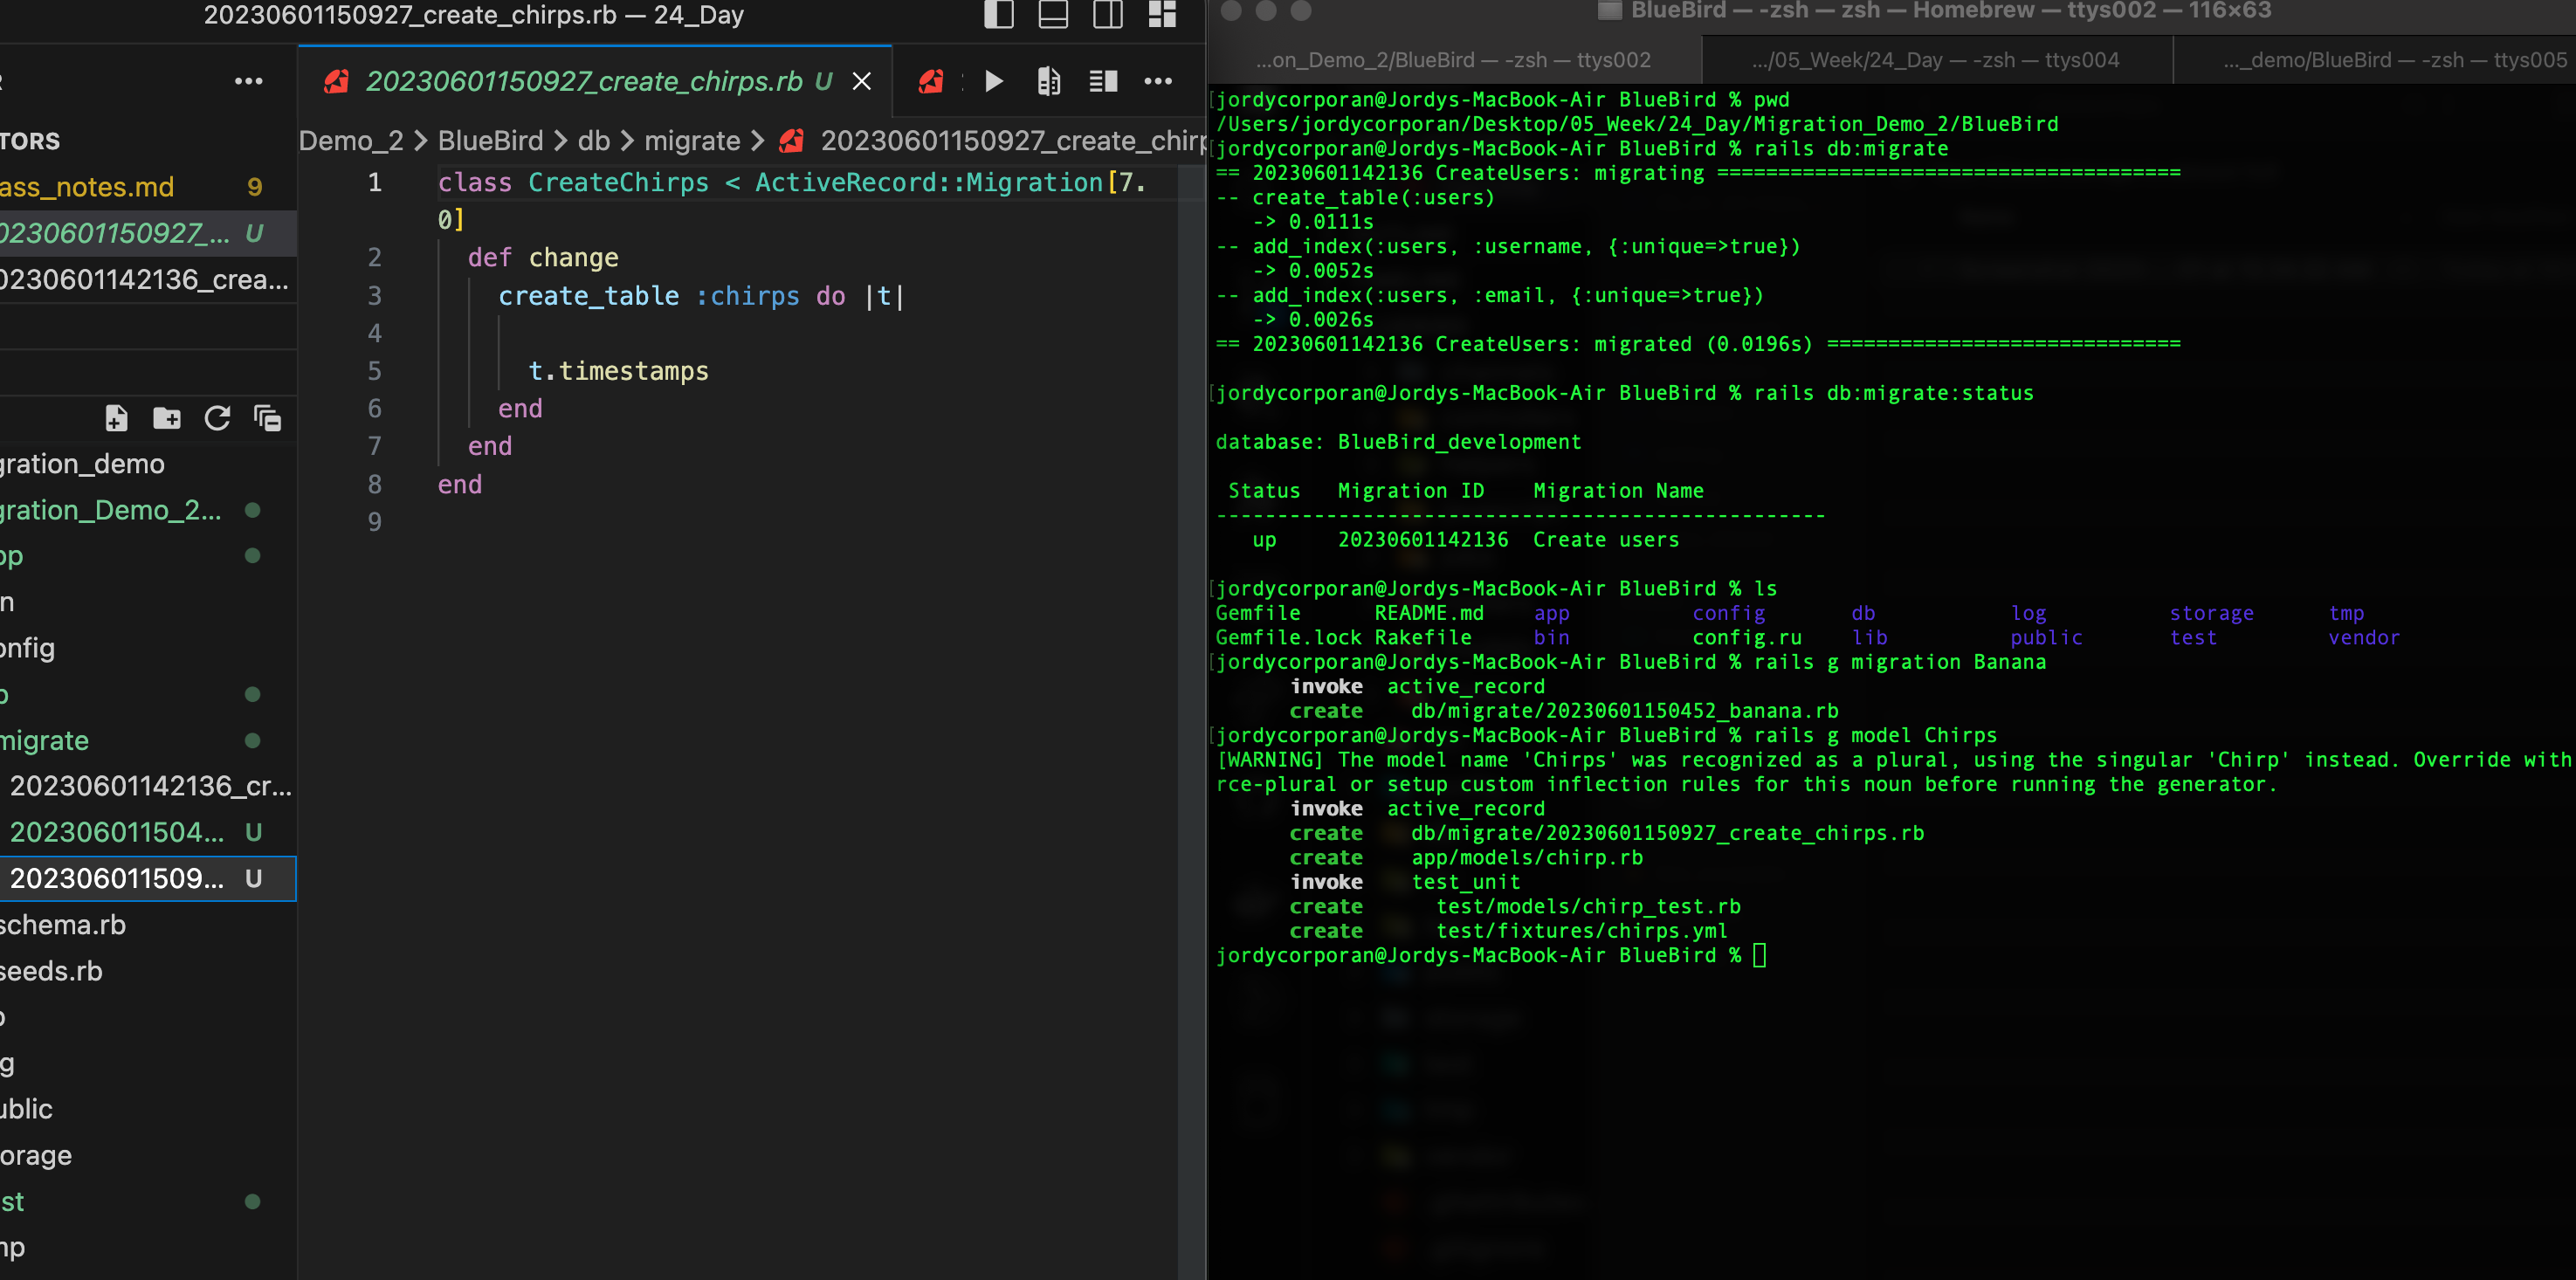 20230601150927_create_chirps.rb — 24_Day
R
20230601150927_create_chirps.rb U
TORS
ass_notes.md 9
0230601150927_... U
0230601142136_crea...
gration_demo
gration_Demo_2...
pp
n
onfig
b
migrate
20230601142136_cr...
202306011504... U
202306011509... U
schema.rb
seeds.rb
b
g
ublic
orage
st
mp
Demo_2 > BlueBird > db > migrate > 20230601150927_create_chirp
1 class CreateChirps < ActiveRecord::Migration[7.
0]
2 def change
3 create_table :chirps do |t|
4
5 t.timestamps
6 end
7 end
8 end
9
BlueBird — -zsh — zsh — Homebrew — ttys002 — 116×63
...on_Demo_2/BlueBird — -zsh — ttys002
.../05_Week/24_Day — -zsh — ttys004
..._demo/BlueBird — -zsh — ttys005
[jordycorporan@Jordys-MacBook-Air BlueBird % pwd
/Users/jordycorporan/Desktop/05_Week/24_Day/Migration_Demo_2/BlueBird
[jordycorporan@Jordys-MacBook-Air BlueBird % rails db:migrate
== 20230601142136 CreateUsers: migrating ======================================
-- create_table(:users)
-> 0.0111s
-- add_index(:users, :username, {:unique=>true})
-> 0.0052s
-- add_index(:users, :email, {:unique=>true})
-> 0.0026s
== 20230601142136 CreateUsers: migrated (0.0196s) =============================
[jordycorporan@Jordys-MacBook-Air BlueBird % rails db:migrate:status
database: BlueBird_development
Status Migration ID Migration Name
--------------------------------------------------
up 20230601142136 Create users
[jordycorporan@Jordys-MacBook-Air BlueBird % ls
Gemfile README.md app config db log storage tmp
Gemfile.lock Rakefile bin config.ru lib public test vendor
[jordycorporan@Jordys-MacBook-Air BlueBird % rails g migration Banana
invoke active_record
create db/migrate/20230601150452_banana.rb
[jordycorporan@Jordys-MacBook-Air BlueBird % rails g model Chirps
[WARNING] The model name 'Chirps' was recognized as a plural, using the singular 'Chirp' instead. Override with
rce-plural or setup custom inflection rules for this noun before running the generator.
invoke active_record
create db/migrate/20230601150927_create_chirps.rb
create app/models/chirp.rb
invoke test_unit
create test/models/chirp_test.rb
create test/fixtures/chirps.yml
jordycorporan@Jordys-MacBook-Air BlueBird %